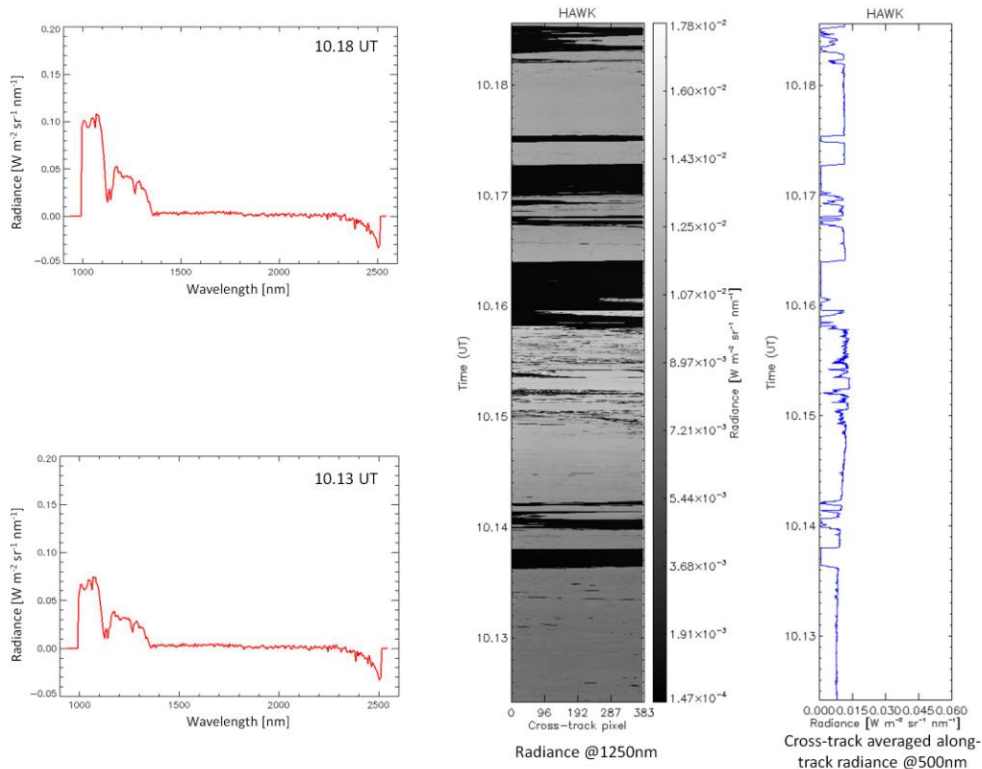 10.18 UT
0.20
0.15
0.10
0.05
0.00
−0.05
Radiance [W m⁻² sr⁻¹ nm⁻¹]
1000 1500 2000 2500
Wavelength [nm]
10.13 UT
0.20
0.15
0.10
0.05
0.00
−0.05
Radiance [W m⁻² sr⁻¹ nm⁻¹]
1000 1500 2000 2500
Wavelength [nm]
HAWK
10.18
10.17
10.16
10.15
10.14
10.13
Time (UT)
0 96 192 287 383
Cross−track pixel
1.78×10⁻²
1.60×10⁻²
1.43×10⁻²
1.25×10⁻²
1.07×10⁻²
8.97×10⁻³
7.21×10⁻³
5.44×10⁻³
3.68×10⁻³
1.91×10⁻³
1.47×10⁻⁴
Radiance [W m⁻² sr⁻¹ nm⁻¹]
Radiance @1250nm
HAWK
10.18
10.17
10.16
10.15
10.14
10.13
Time (UT)
0.000 0.015 0.030 0.045 0.060
Radiance [W m⁻² sr⁻¹ nm⁻¹]
Cross-track averaged along-
track radiance @500nm